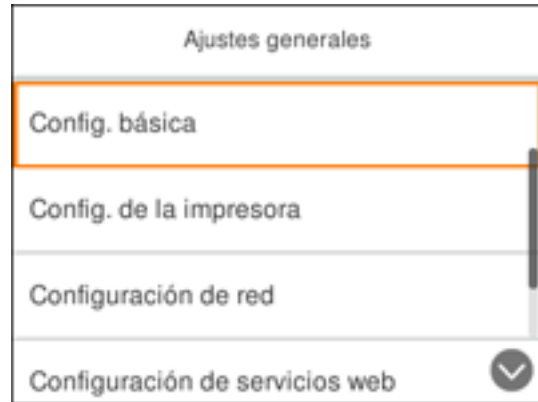 Ajustes generales
Config. básica
Config. de la impresora
Configuración de red
Configuración de servicios web